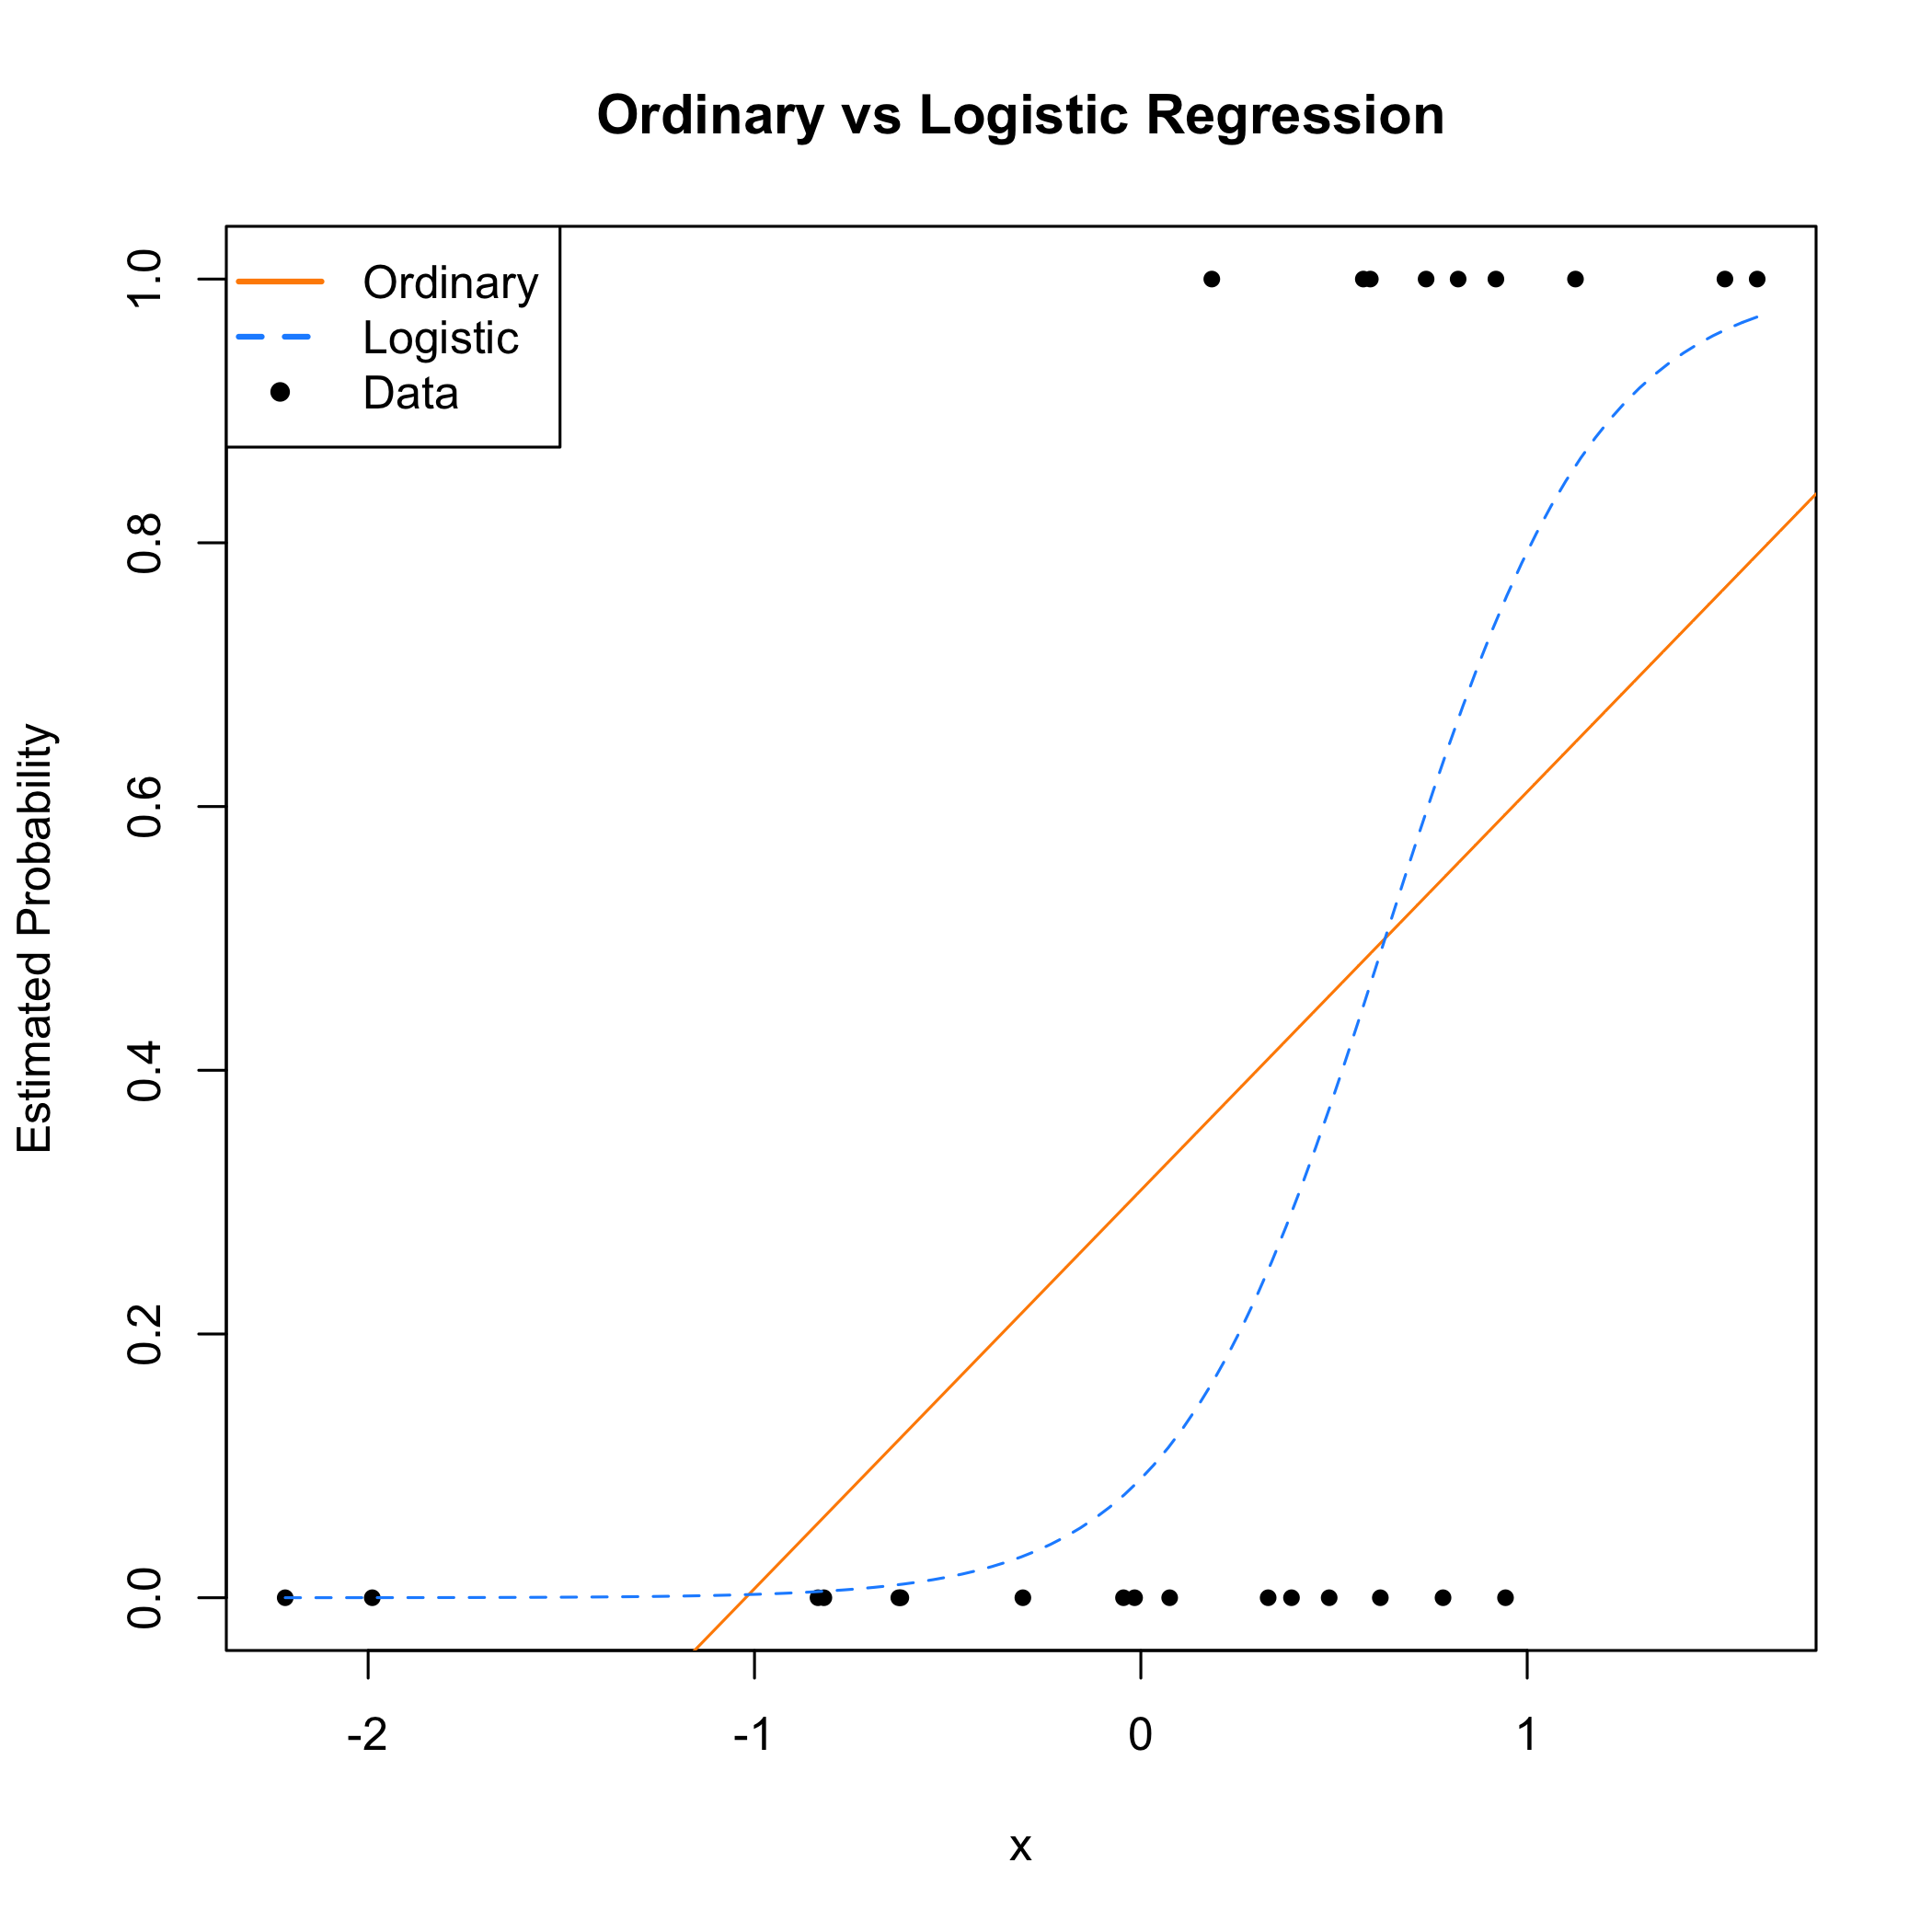 Ordinary vs Logistic Regression
Ordinary
Logistic
Data
Estimated Probability
1.0
0.8
0.6
0.4
0.2
0.0
-2
-1
0
1
x